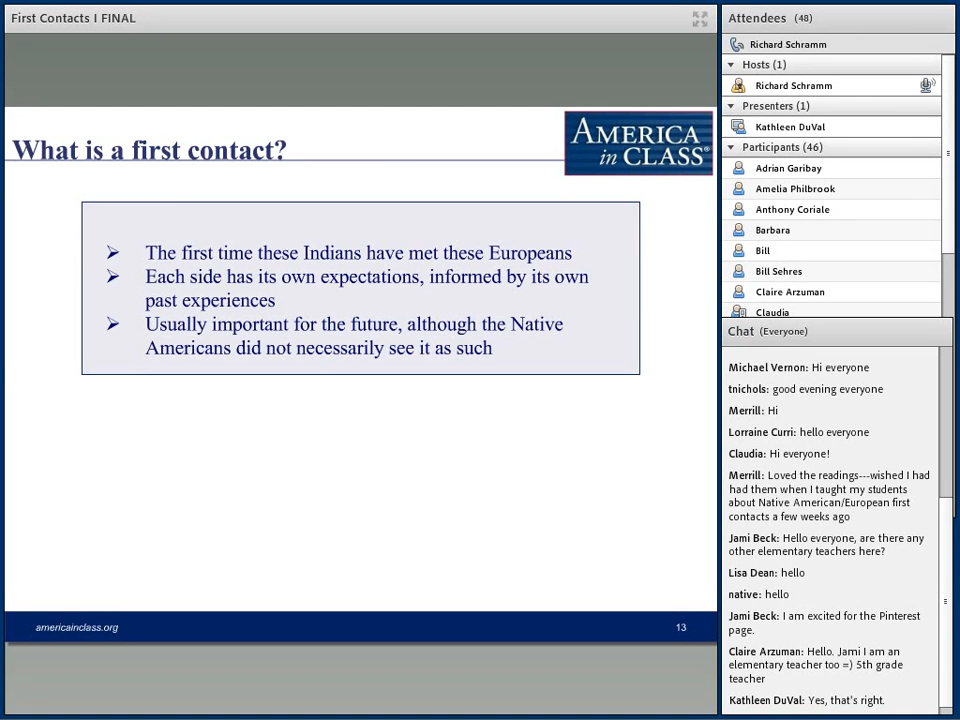 First Contacts I FINAL
What is a first contact?
AMERICA
in CLASS®
The first time these Indians have met these Europeans
Each side has its own expectations, informed by its own
past experiences
Usually important for the future, although the Native
Americans did not necessarily see it as such
americainclass.org
13
Attendees (48)
Richard Schramm
Hosts (1)
Richard Schramm
Presenters (1)
Kathleen DuVal
Participants (46)
Adrian Garibay
Amelia Philbrook
Anthony Coriale
Barbara
Bill
Bill Sehres
Claire Arzuman
Claudia
Chat (Everyone)
Michael Vernon: Hi everyone
tnichols: good evening everyone
Merrill: Hi
Lorraine Curri: hello everyone
Claudia: Hi everyone!
Merrill: Loved the readings---wished I had
had them when I taught my students
about Native American/European first
contacts a few weeks ago
Jami Beck: Hello everyone, are there any
other elementary teachers here?
Lisa Dean: hello
native: hello
Jami Beck: I am excited for the Pinterest
page.
Claire Arzuman: Hello. Jami I am an
elementary teacher too =) 5th grade
teacher
Kathleen DuVal: Yes, that's right.